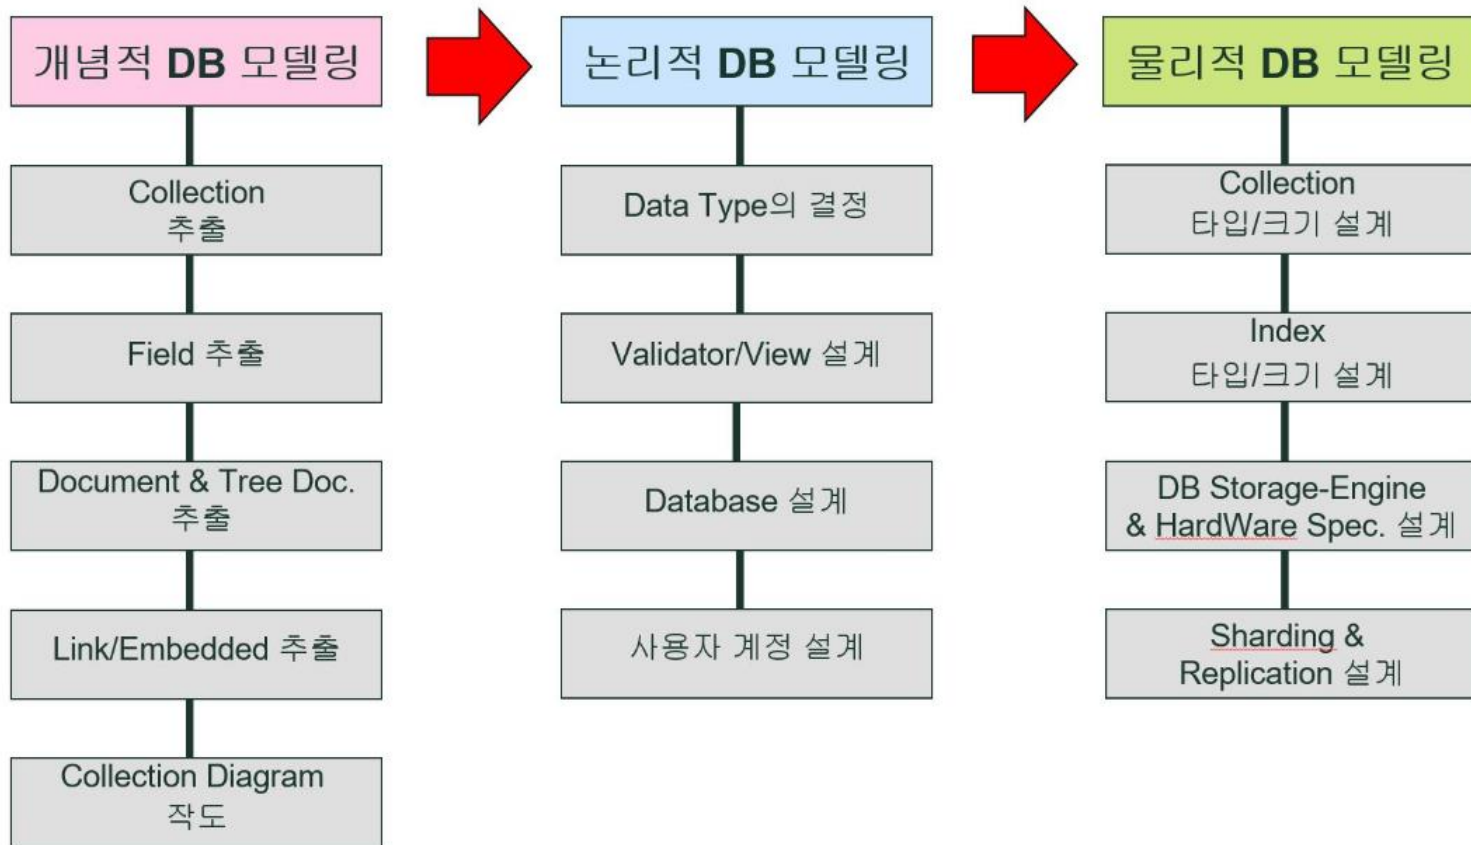 개념적 DB 모델링
Collection
추출
Field 추출
Document & Tree Doc.
추출
Link/Embedded 추출
Collection Diagram
작도
논리적 DB 모델링
Data Type의 결정
Validator/View 설계
Database 설계
사용자 계정 설계
물리적 DB 모델링
Collection
타입/크기 설계
Index
타입/크기 설계
DB Storage-Engine
& HardWare Spec. 설계
Sharding &
Replication 설계